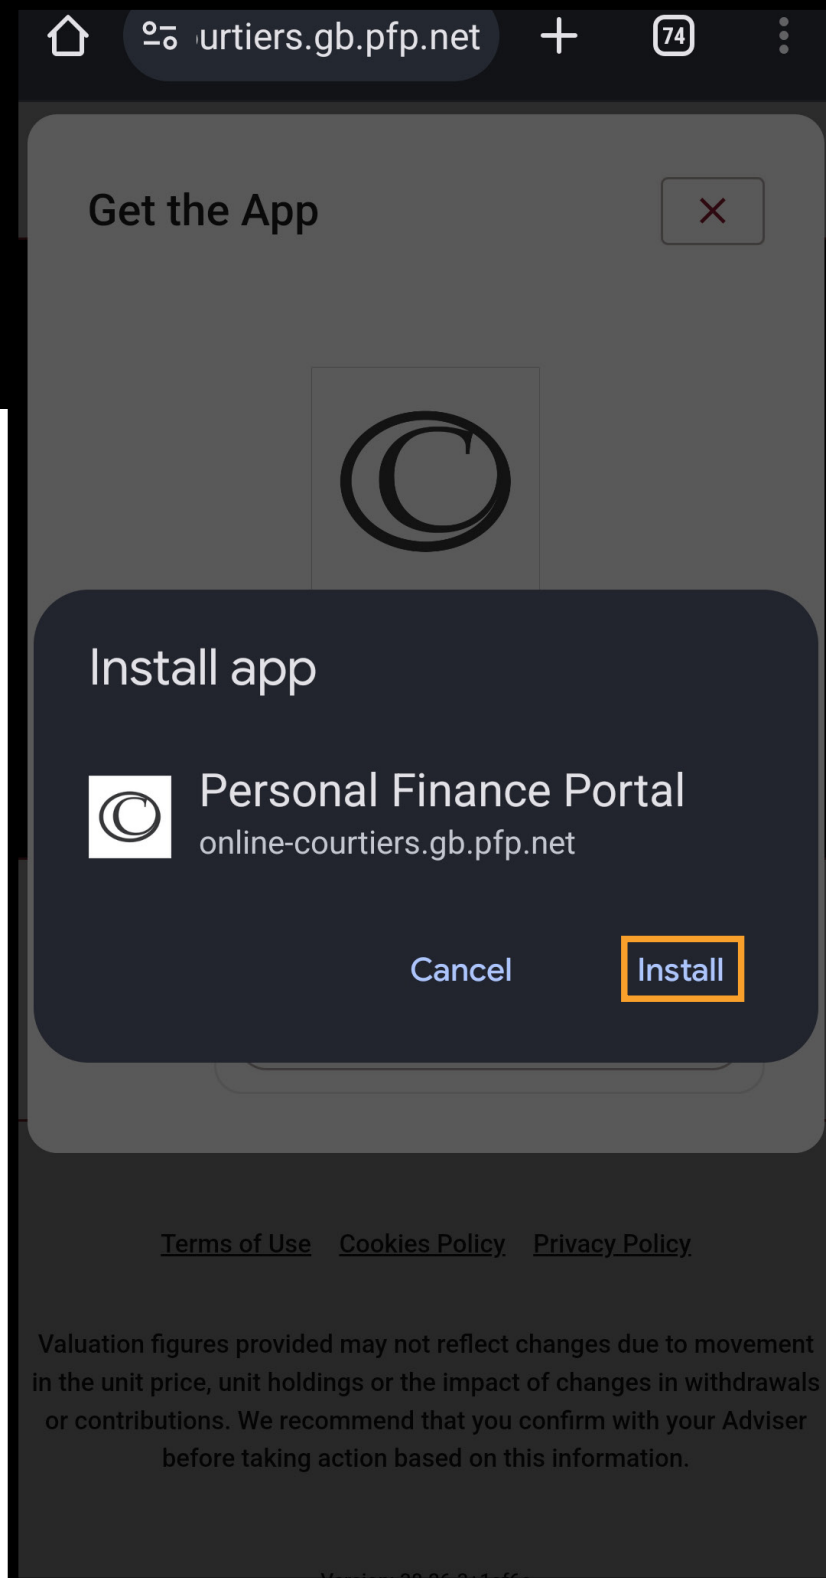 urtiers.gb.pfp.net
74
Get the App
C
Install app
C
Personal Finance Portal
online-courtiers.gb.pfp.net
Cancel
Install
Terms of Use Cookies Policy Privacy Policy
Valuation figures provided may not reflect changes due to movement
in the unit price, unit holdings or the impact of changes in withdrawals
or contributions. We recommend that you confirm with your Adviser
before taking action based on this information.